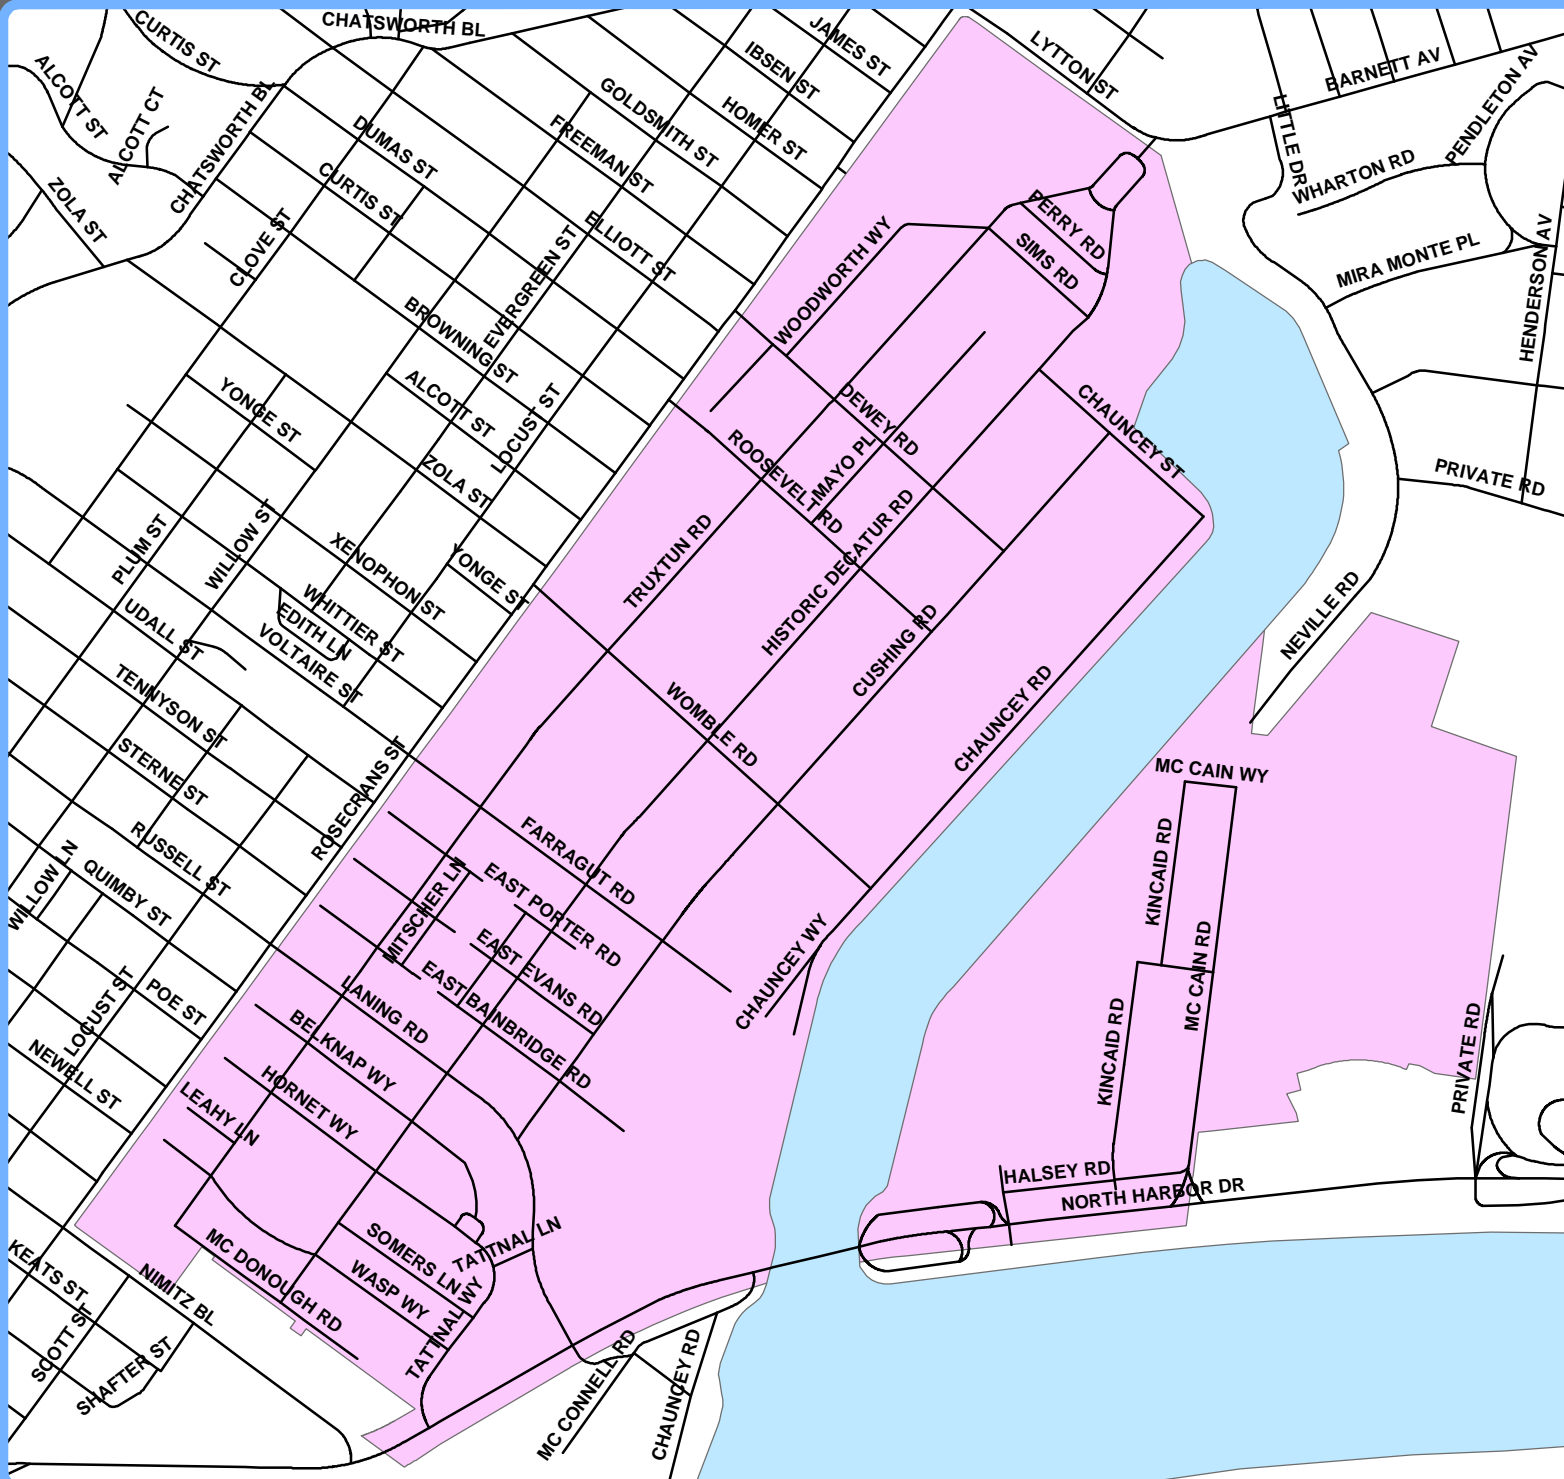 CHATSWORTH BL
CURTIS ST
JAMES ST
IBSEN ST
LYTTON ST
BARNETT AV
PENDLETON AV
ALCOTT ST
ALCOTT CT
CHATSWORTH BL
GOLDSMITH ST
HOMER ST
LITTLE DR
DUMAS ST
FREEMAN ST
WHARTON RD
ZOLA ST
CURTIS ST
PERRY RD
CLOVE ST
ELLIOTT ST
EVERGREEN ST
WOODWORTH WY
SIMS RD
MIRA MONTE PL
HENDERSON AV
BROWNING ST
YONGE ST
ALCOTT ST
LOCUST ST
DEWEY RD
CHAUNCEY ST
ROOSEVELT RD
MAYO PL
ZOLA ST
PRIVATE RD
PLUM ST
WILLOW ST
XENOPHON ST
YONGE ST
TRUXTUN RD
HISTORIC DECATUR RD
WHITTIER ST
EDITH LN
UDALL ST
VOLTAIRE ST
CUSHING RD
NEVILLE RD
TENNYSON ST
WOMBLE RD
CHAUNCEY RD
STERNE ST
ROSECRANS ST
MC CAIN WY
RUSSELL ST
FARRAGUT RD
KINCAID RD
WILLOW LN
QUIMBY ST
MITSCHER LN
EAST PORTER RD
EAST EVANS RD
CHAUNCEY WY
MC CAIN RD
LOCUST ST
POE ST
LANING RD
EAST BAINBRIDGE RD
BELKNAP WY
KINCAID RD
PRIVATE RD
NEWELL ST
HORNET WY
LEAHY LN
HALSEY RD
NORTH HARBOR DR
KEATS ST
NIMITZ BL
MC DONOUGH RD
SOMERS LN
TATTNAL LN
WASP WY
TATTNAL WY
SCOTT ST
SHAFTER ST
MC CONNELL RD
CHAUNCEY RD